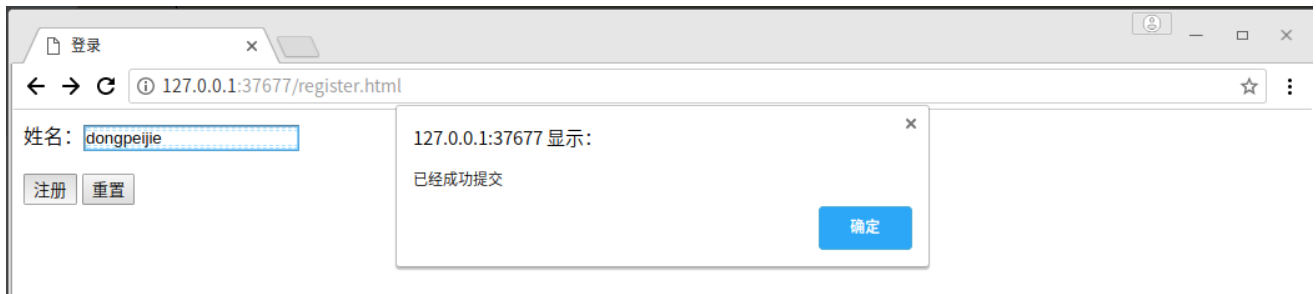 登录
127.0.0.1:37677/register.html
姓名：dongpeijie
注册 重置
127.0.0.1:37677 显示：
已经成功提交
确定